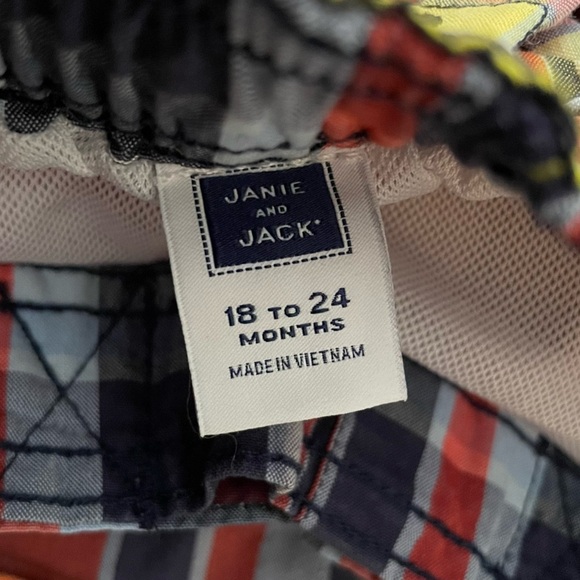 JANIE
AND
JACK
18 TO 24
MONTHS
MADE IN VIETNAM